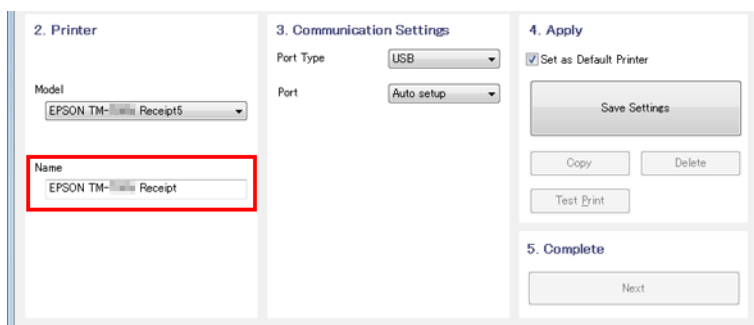 2. Printer
Model
EPSON TM- Receipt5
Name
EPSON TM- Receipt
3. Communication Settings
Port Type
USB
Port
Auto setup
4. Apply
Set as Default Printer
Save Settings
Copy
Delete
Test Print
5. Complete
Next